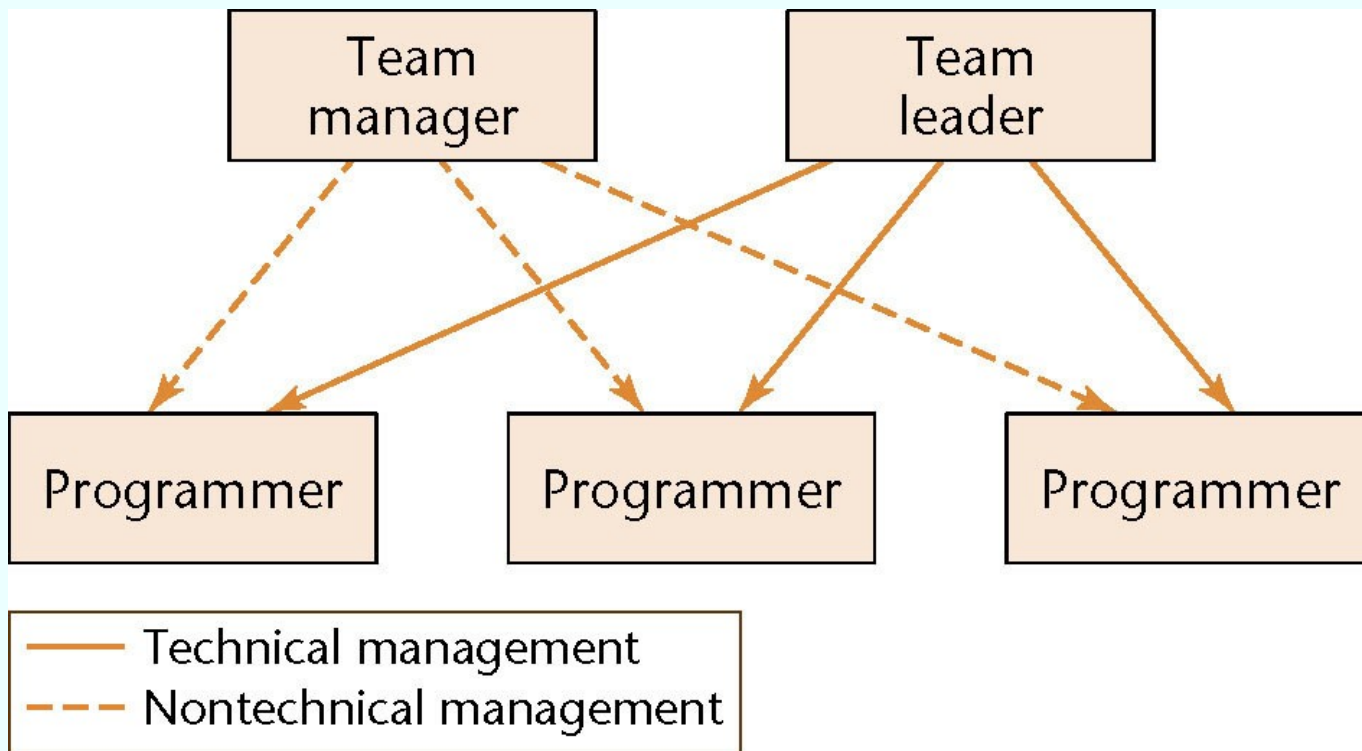 Team
manager
Team
leader
Programmer
Programmer
Programmer
Technical management
Nontechnical management